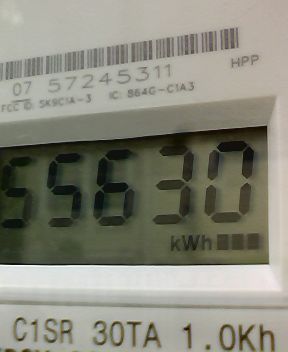 07 57245311 HPP
FCC ID: SK9C1A-3 IC: 864G-C1A3
55630
kWh
C1SR 30TA 1.0Kh